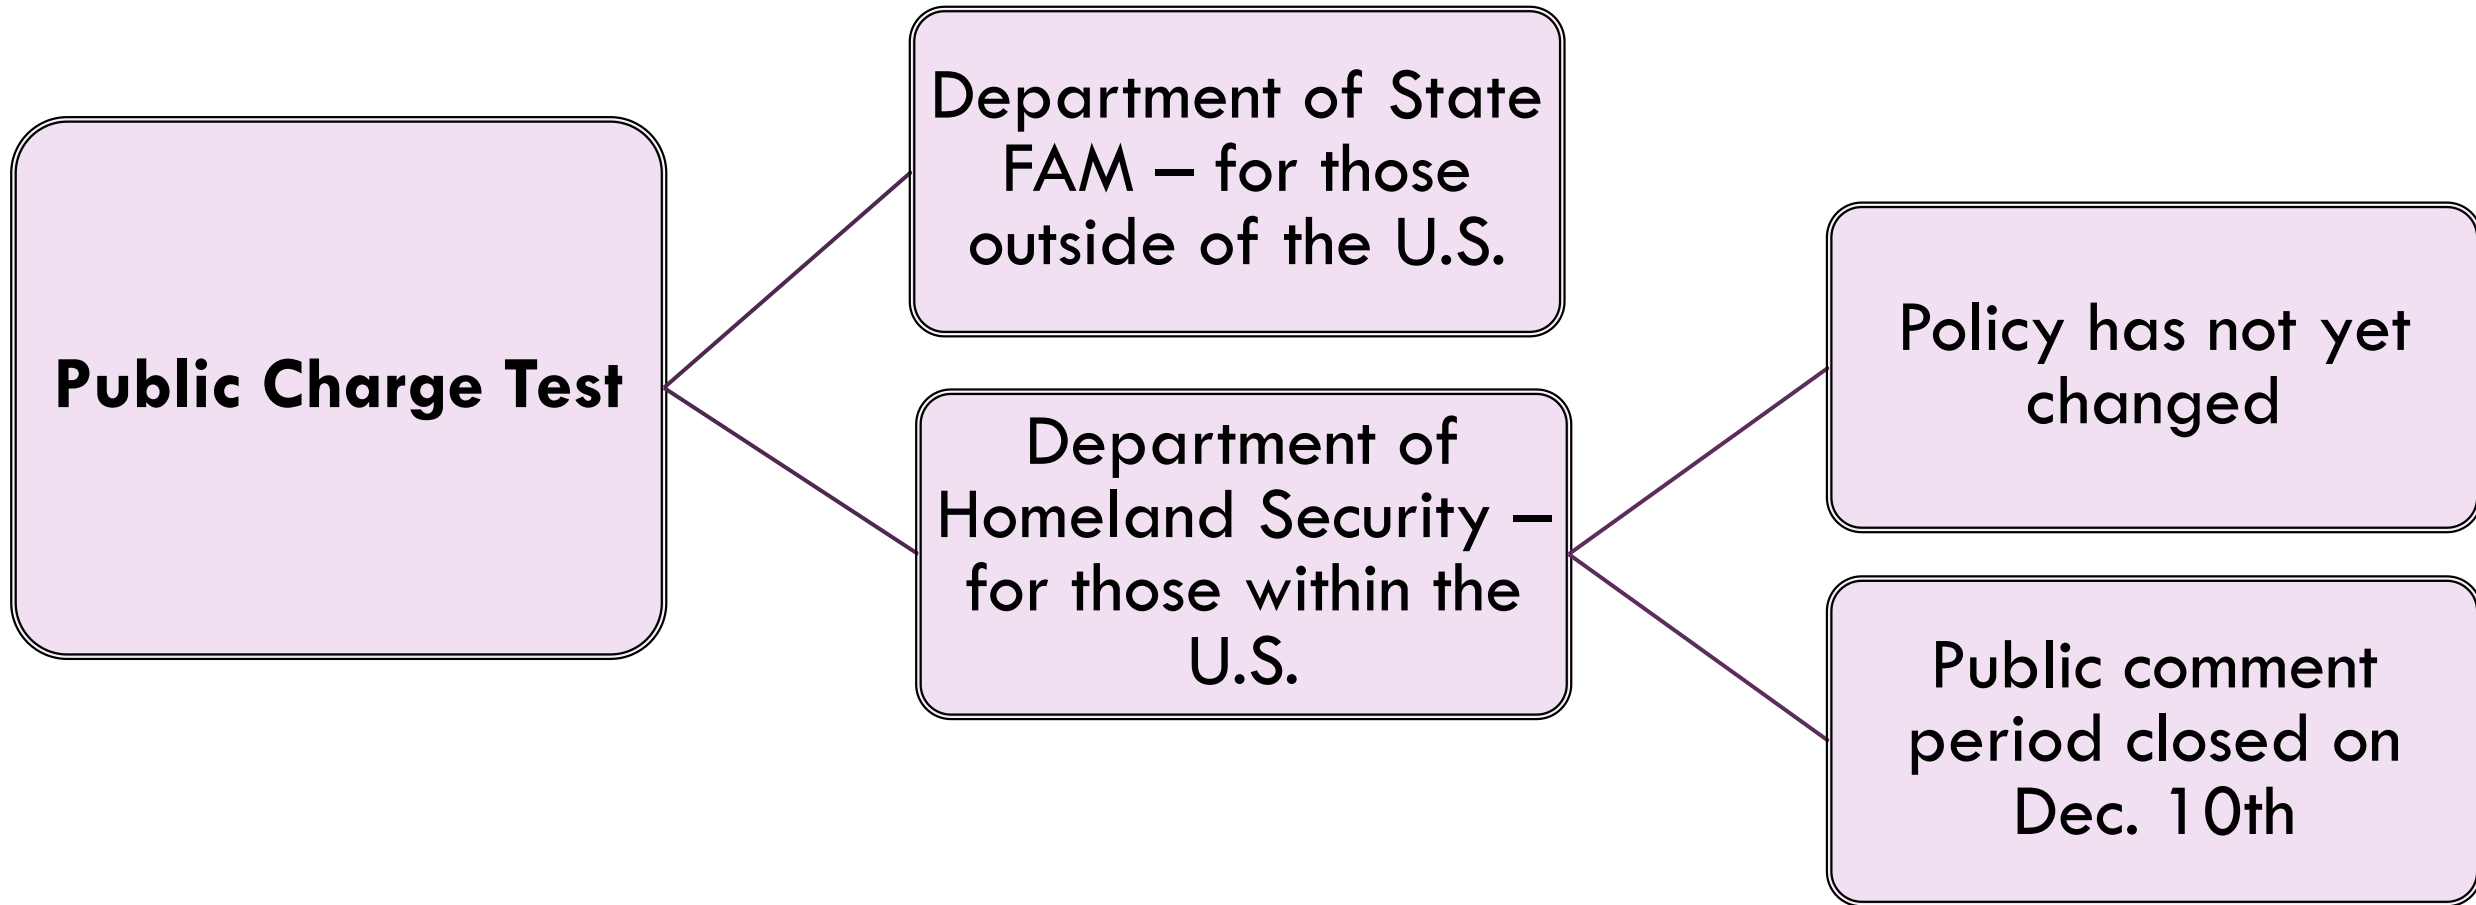 Public Charge Test
Department of State
FAM – for those
outside of the U.S.
Department of
Homeland Security –
for those within the
U.S.
Policy has not yet
changed
Public comment
period closed on
Dec. 10th